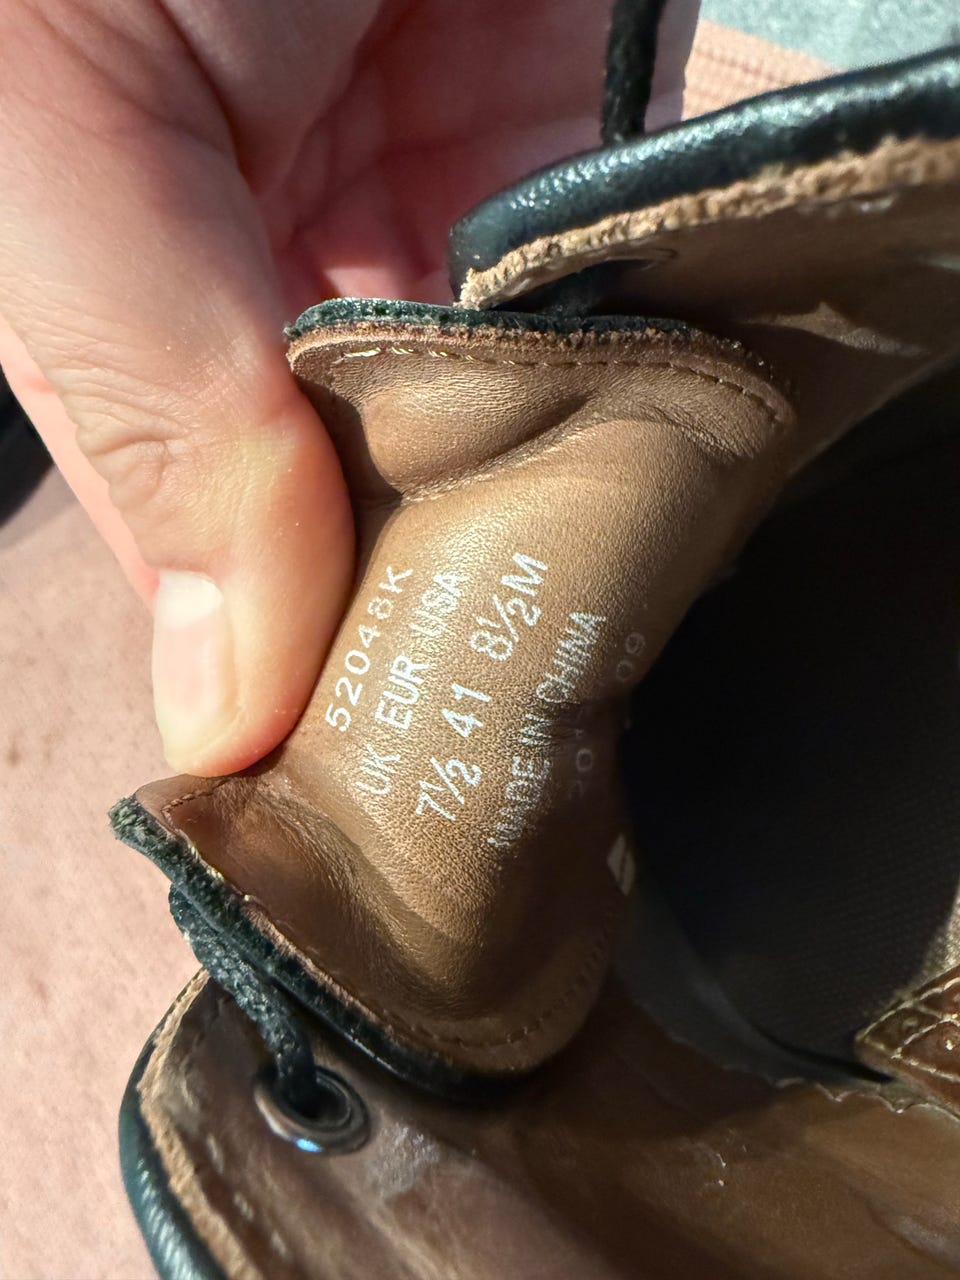 52048K
UK EUR USA
7½ 41 8½M
MADE IN CHINA